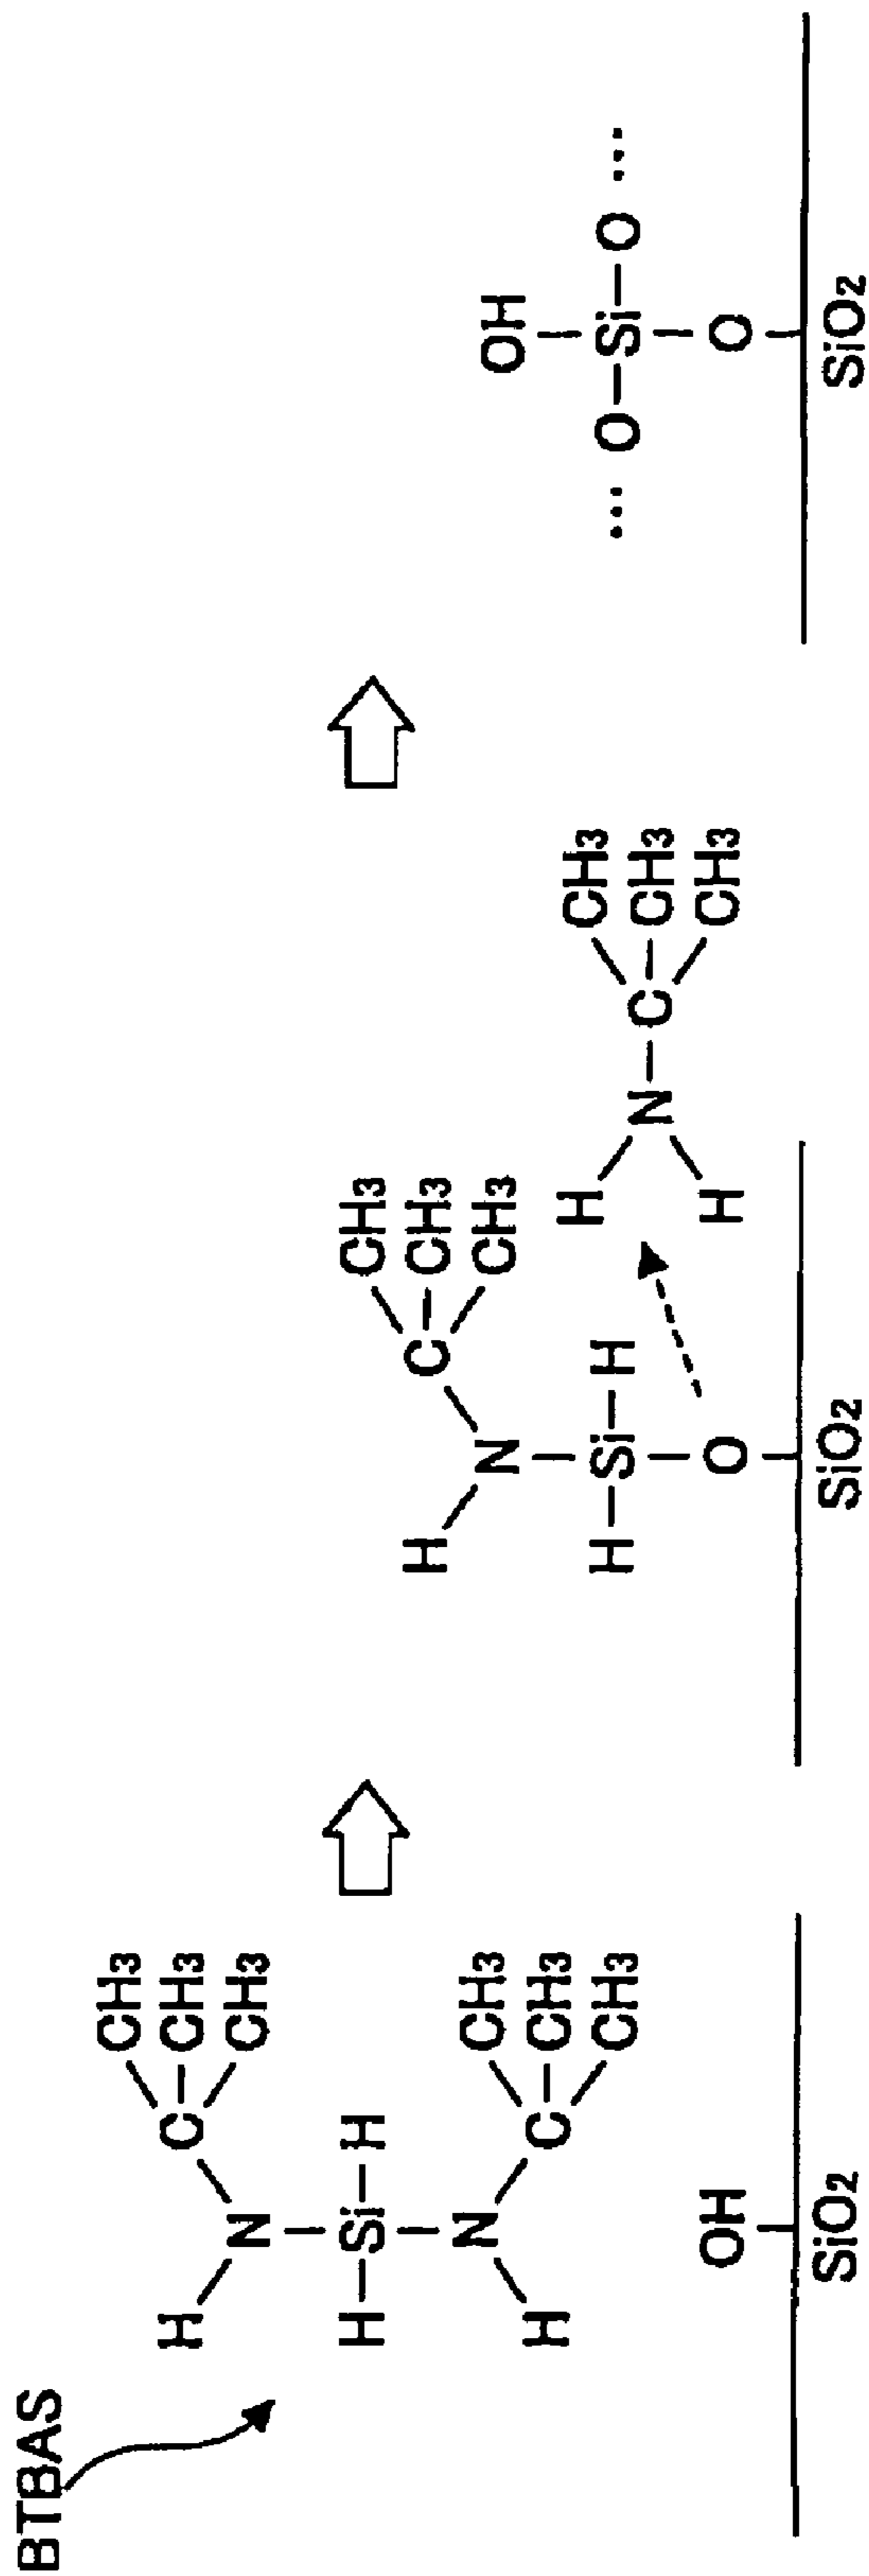 BTBAS
CH3
H C–CH3
N CH3
H–Si–H
N CH3
H C–CH3
CH3
OH
SiO2
CH3
H C–CH3
N CH3
H–Si–H
O
SiO2
H CH3
N–C–CH3
H CH3
OH
... O–Si–O ...
O
SiO2